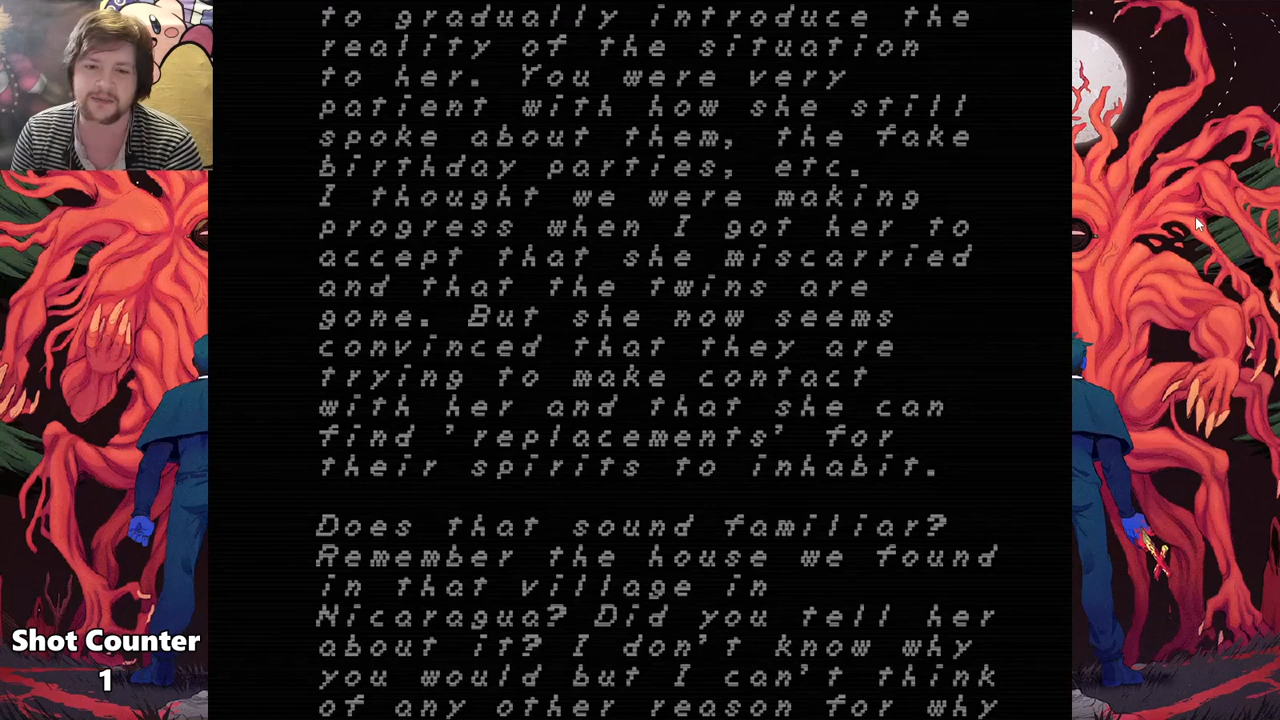 to gradually introduce the
reality of the situation
to her. You were very
patient with how she still
spoke about them, the fake
birthday parties, etc.
I thought we were making
progress when I got her to
accept that she miscarried
and that the twins are
gone. But she now seems
convinced that they are
trying to make contact
with her and that she can
find 'replacements' for
their spirits to inhabit.
Does that sound familiar?
Remember the house we found
in that village in
Nicaragua? Did you tell her
about it? I don't know why
you would but I can't think
of any other reason for why
Shot Counter
1